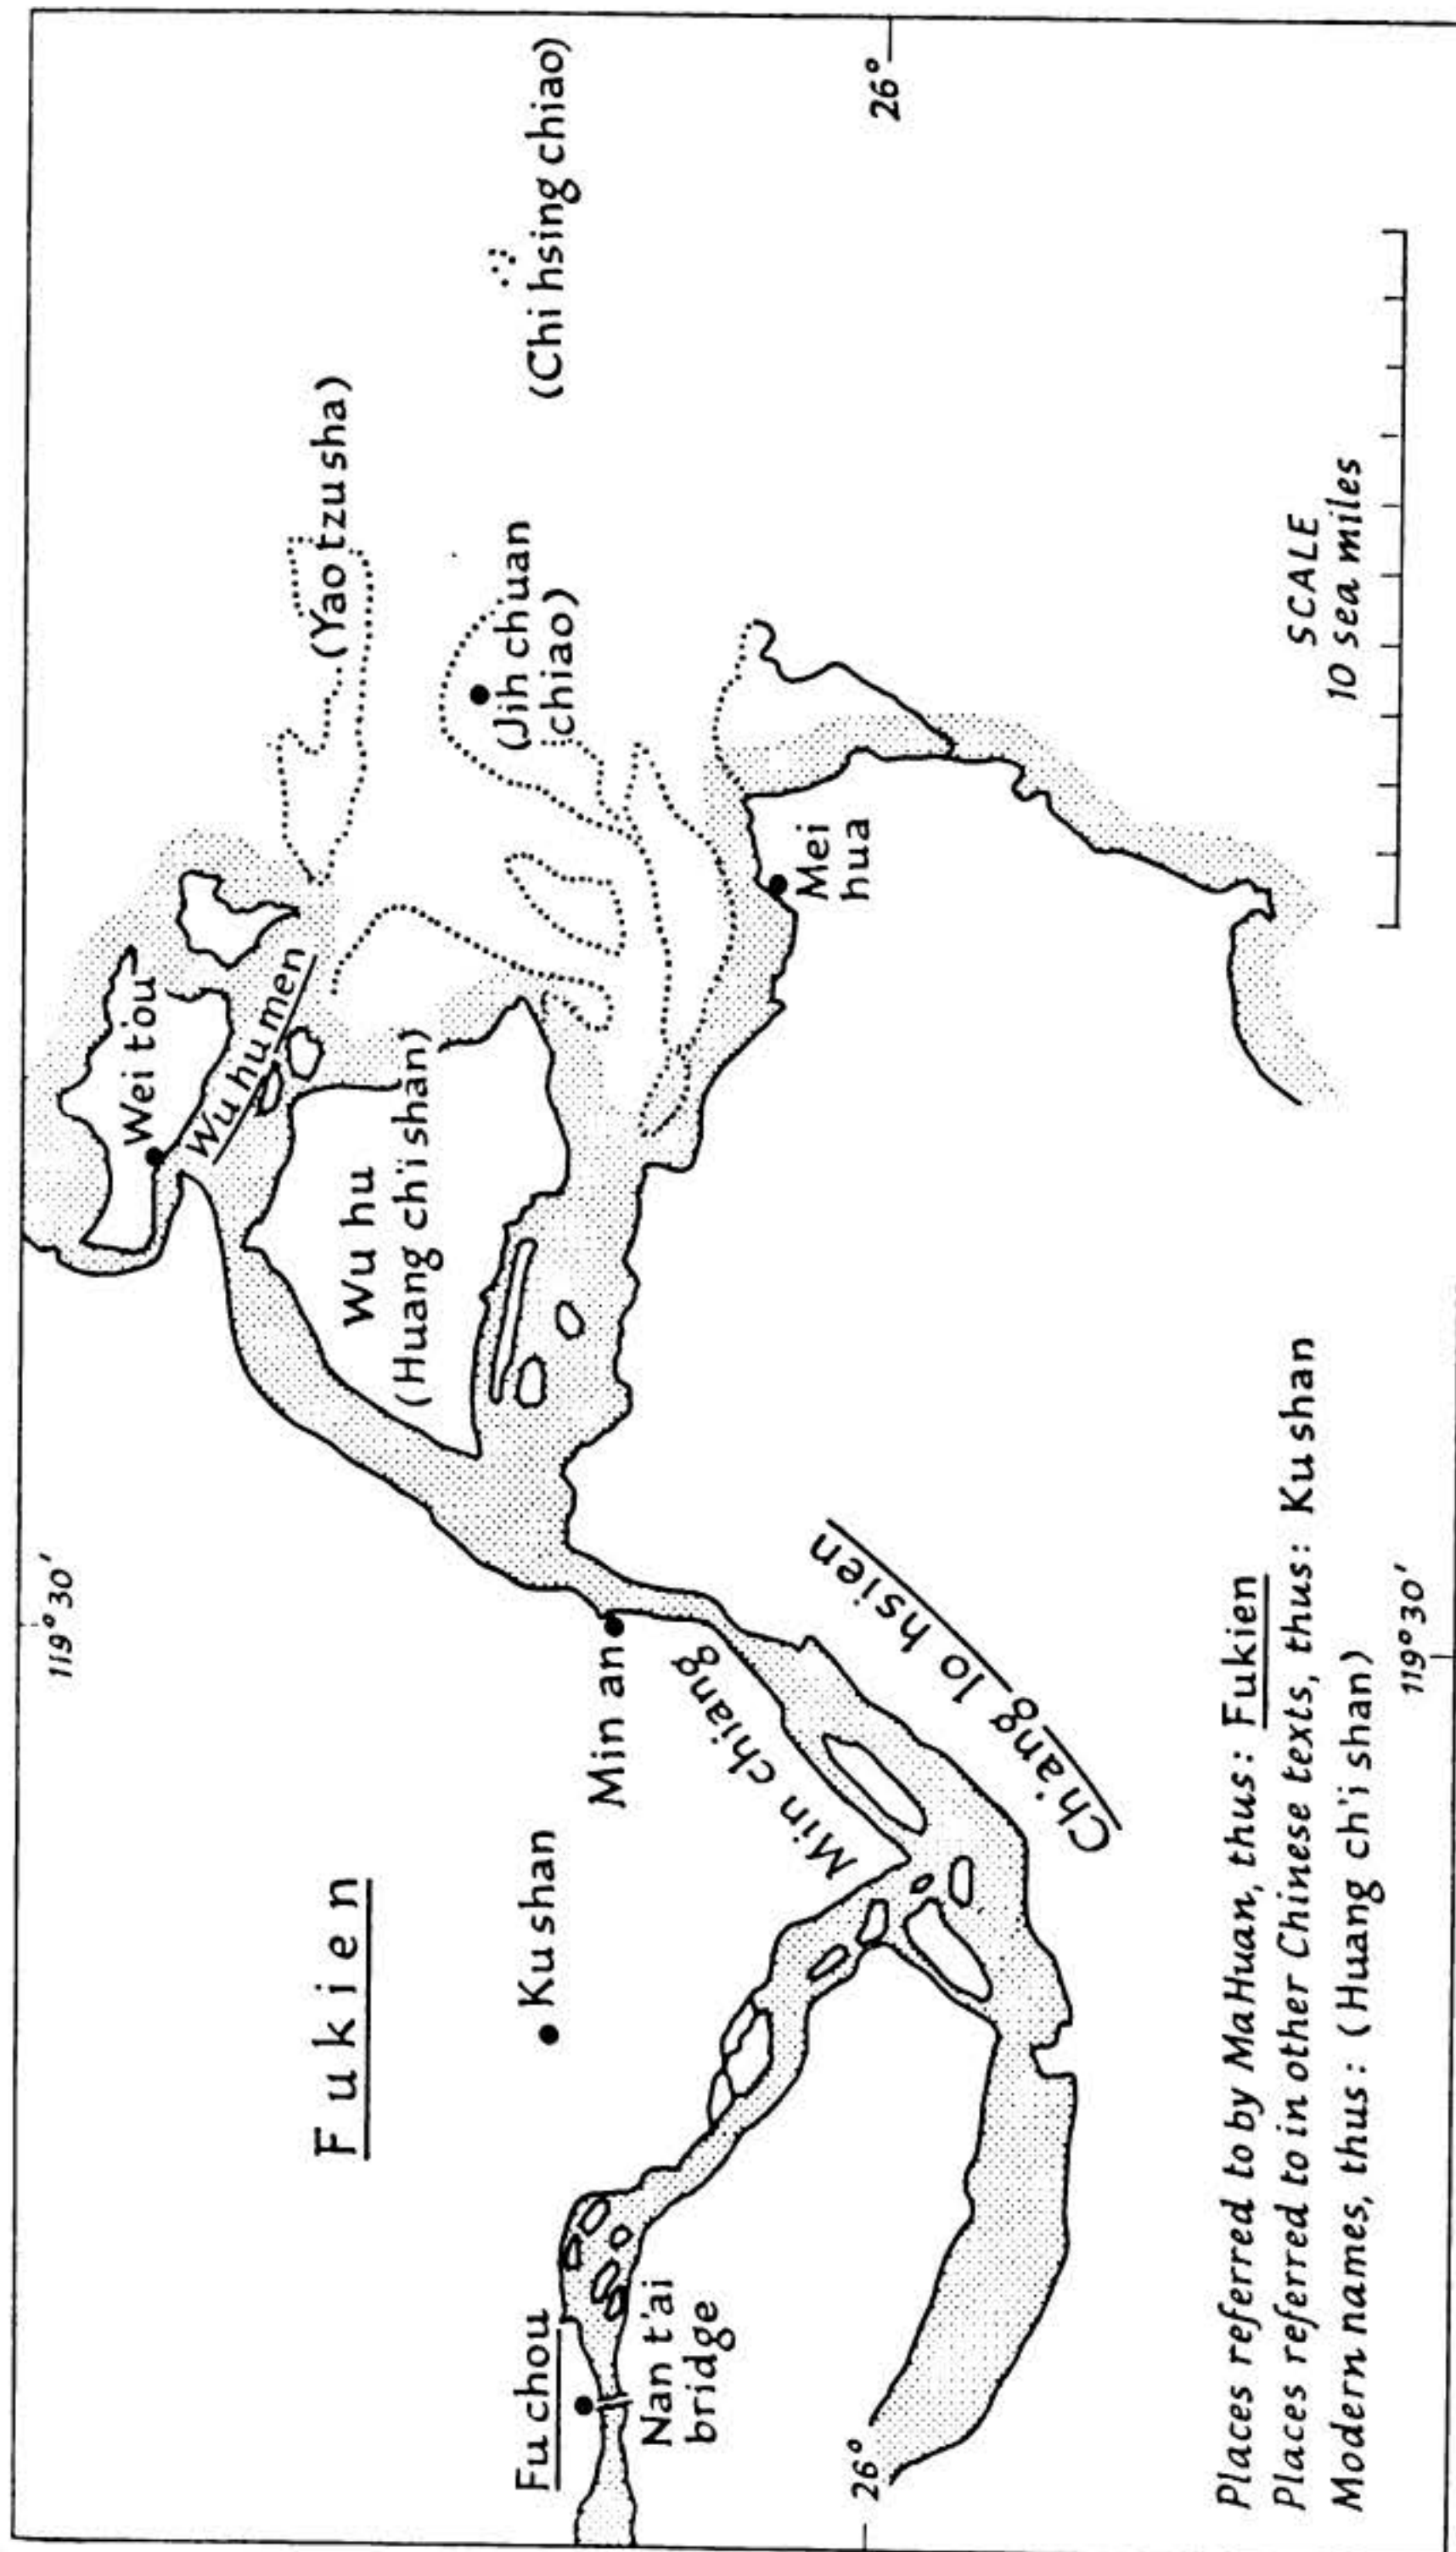 119° 30'
Wei t'ou
Wu hu men
(Yao tzu sha)
(Chi hsing chiao)
Wu hu
(Huang ch'i shan)
(Jih chuan
chiao)
Fukien
Ku shan
Min an
Fu chou
Nan t'ai
bridge
Min chiang
Mei
hua
26°
26°
Ch'ang lo hsien
SCALE
10 sea miles
Places referred to by MaHuan, thus: Fukien
Places referred to in other Chinese texts, thus: Ku shan
Modern names, thus: (Huang ch'i shan)
119° 30'